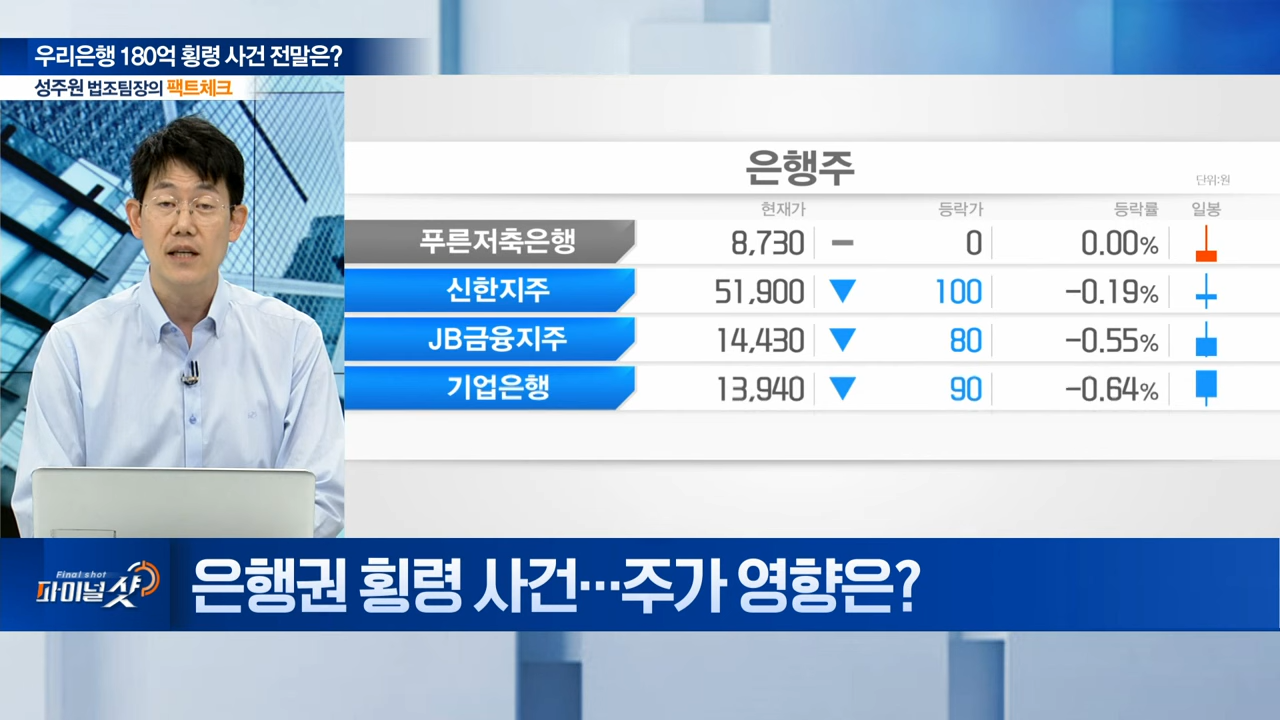 우리은행 180억 횡령 사건 전말은?
성주원 법조팀장의 팩트체크
은행주
단위:원
현재가 등락가 등락률 일봉
푸른저축은행 8,730 0 0.00%
신한지주 51,900 ▼ 100 -0.19%
JB금융지주 14,430 ▼ 80 -0.55%
기업은행 13,940 ▼ 90 -0.64%
Final shot
파이널샷
은행권 횡령 사건…주가 영향은?